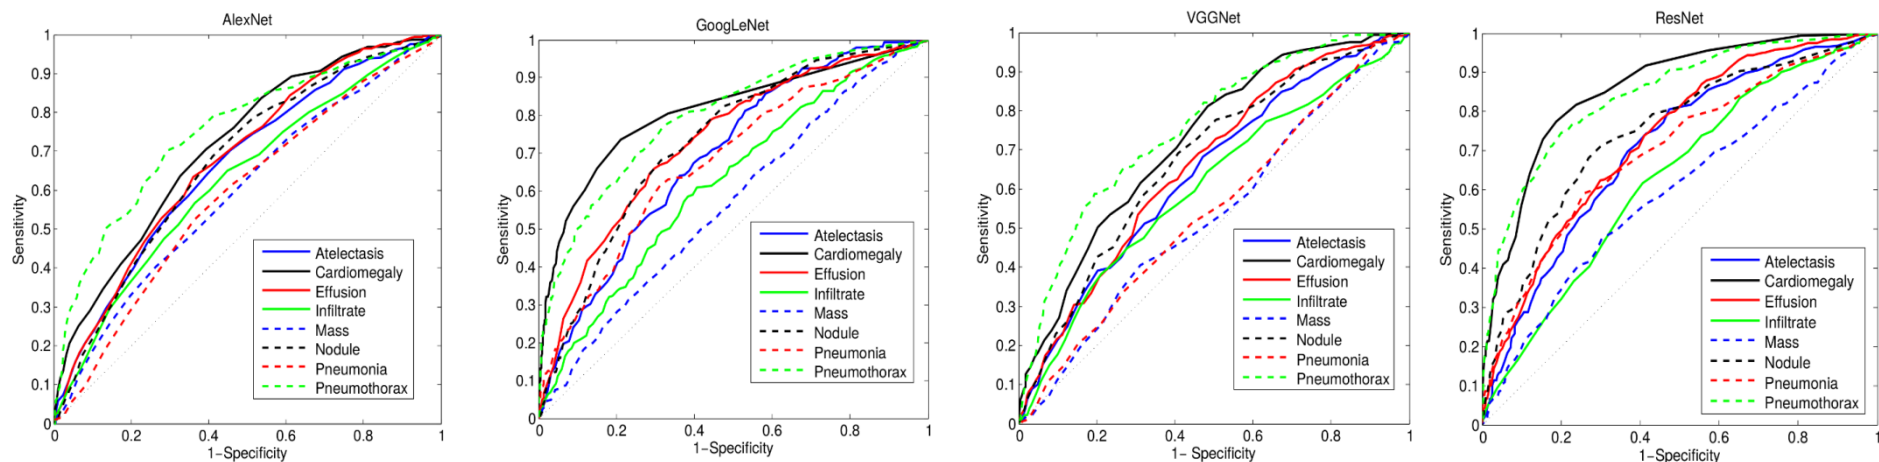 AlexNet
Sensitivity
1
0.9
0.8
0.7
0.6
0.5
0.4
0.3
0.2
0.1
0
Atelectasis
Cardiomegaly
Effusion
Infiltrate
Mass
Nodule
Pneumonia
Pneumothorax
0 0.2 0.4 0.6 0.8 1
1-Specificity
GoogLeNet
Sensitivity
1
0.9
0.8
0.7
0.6
0.5
0.4
0.3
0.2
0.1
0
Atelectasis
Cardiomegaly
Effusion
Infiltrate
Mass
Nodule
Pneumonia
Pneumothorax
0 0.2 0.4 0.6 0.8 1
1-Specificity
VGGNet
Sensitivity
1
0.9
0.8
0.7
0.6
0.5
0.4
0.3
0.2
0.1
0
Atelectasis
Cardiomegaly
Effusion
Infiltrate
Mass
Nodule
Pneumonia
Pneumothorax
0 0.2 0.4 0.6 0.8 1
1- Specificity
ResNet
Sensitivity
1
0.9
0.8
0.7
0.6
0.5
0.4
0.3
0.2
0.1
0
Atelectasis
Cardiomegaly
Effusion
Infiltrate
Mass
Nodule
Pneumonia
Pneumothorax
0 0.2 0.4 0.6 0.8 1
1-Specificity